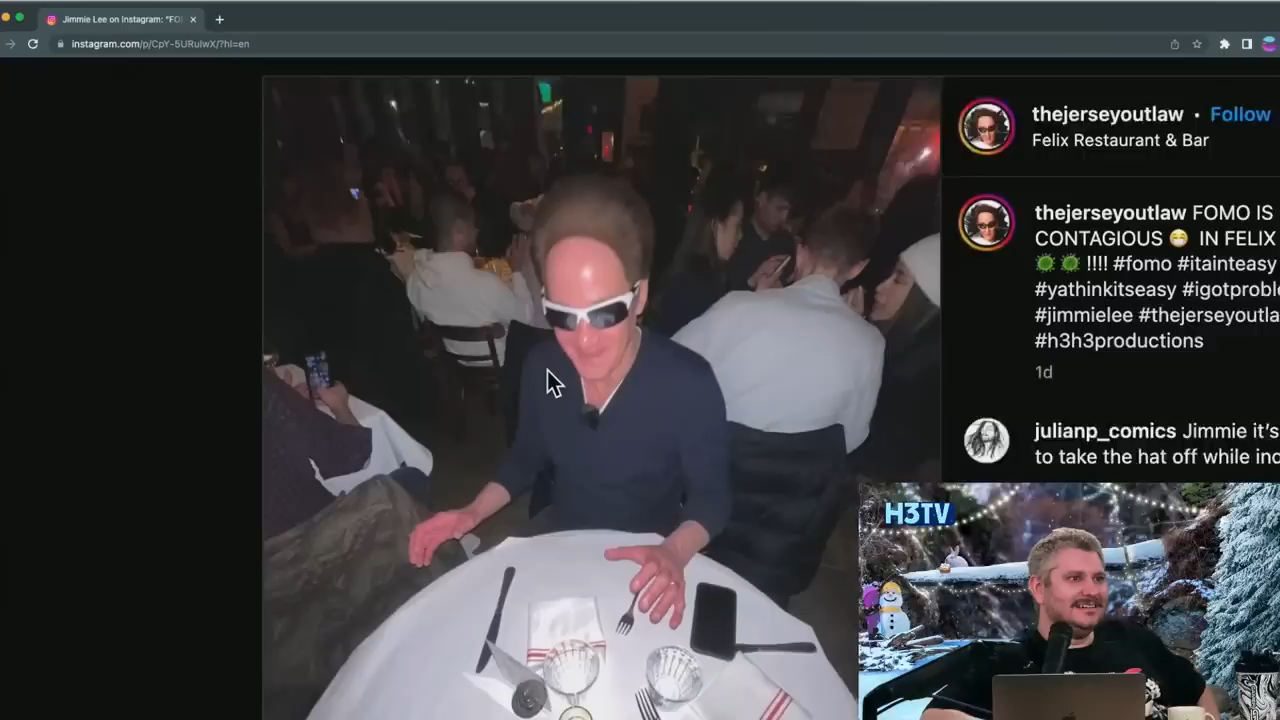 Jimmie Lee on Instagram: "FO
instagram.com/p/CpY-5URulwX/?hl=en
thejerseyoutlaw • Follow
Felix Restaurant & Bar
thejerseyoutlaw FOMO IS
CONTAGIOUS 😁 IN FELIX
🦠 🦠 !!!! #fomo #itainteasy
#yathinkitseasy #igotproble
#jimmielee #thejerseyoutla
#h3h3productions
1d
julianp_comics Jimmie it's
to take the hat off while ind
H3TV